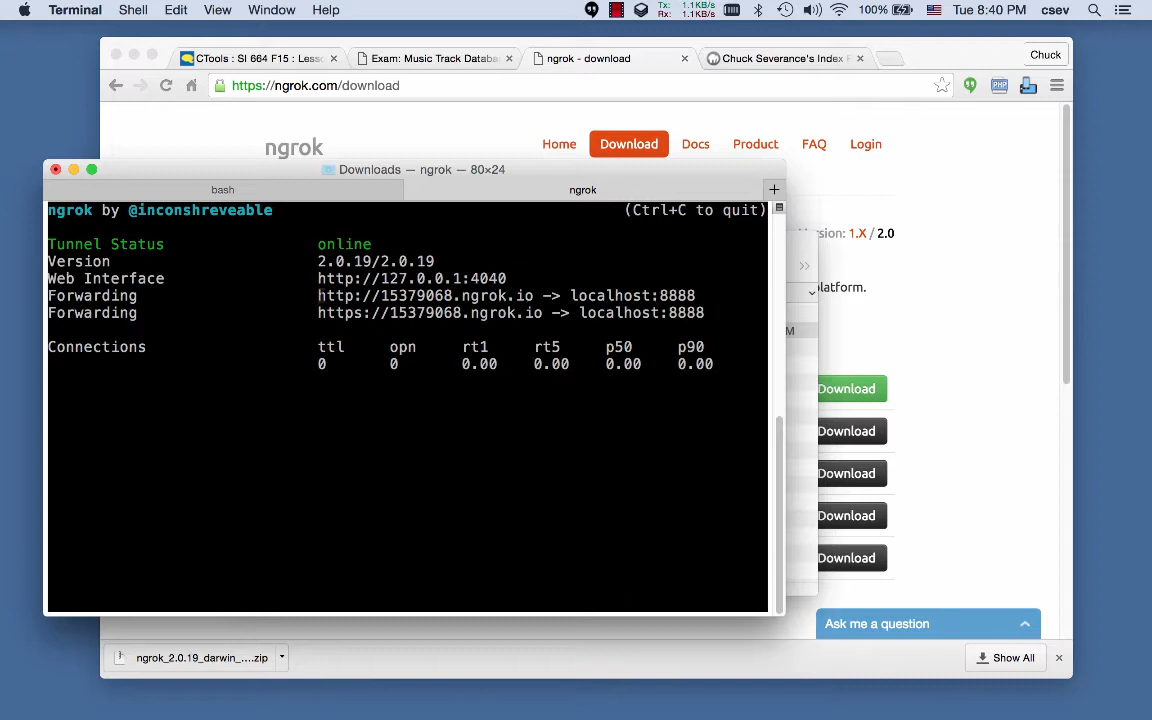 Terminal Shell Edit View Window Help Tx: 1.1KB/s Rx: 1.1KB/s 100% Tue 8:40 PM csev
CTools : SI 664 F15 : Less × Exam: Music Track Databa × ngrok - download × Chuck Severance's Index F × Chuck
https://ngrok.com/download PHP
ngrok Home Download Docs Product FAQ Login
Downloads — ngrok — 80×24
bash ngrok +
ngrok by @inconshreveable (Ctrl+C to quit)
Version: 1.X / 2.0
Tunnel Status online
Version 2.0.19/2.0.19
Web Interface http://127.0.0.1:4040
Forwarding http://15379068.ngrok.io -> localhost:8888
Forwarding https://15379068.ngrok.io -> localhost:8888
platform.
M
Connections ttl opn rt1 rt5 p50 p90
0 0 0.00 0.00 0.00 0.00
Download
Download
Download
Download
Download
Ask me a question
ngrok_2.0.19_darwin_....zip Show All ×